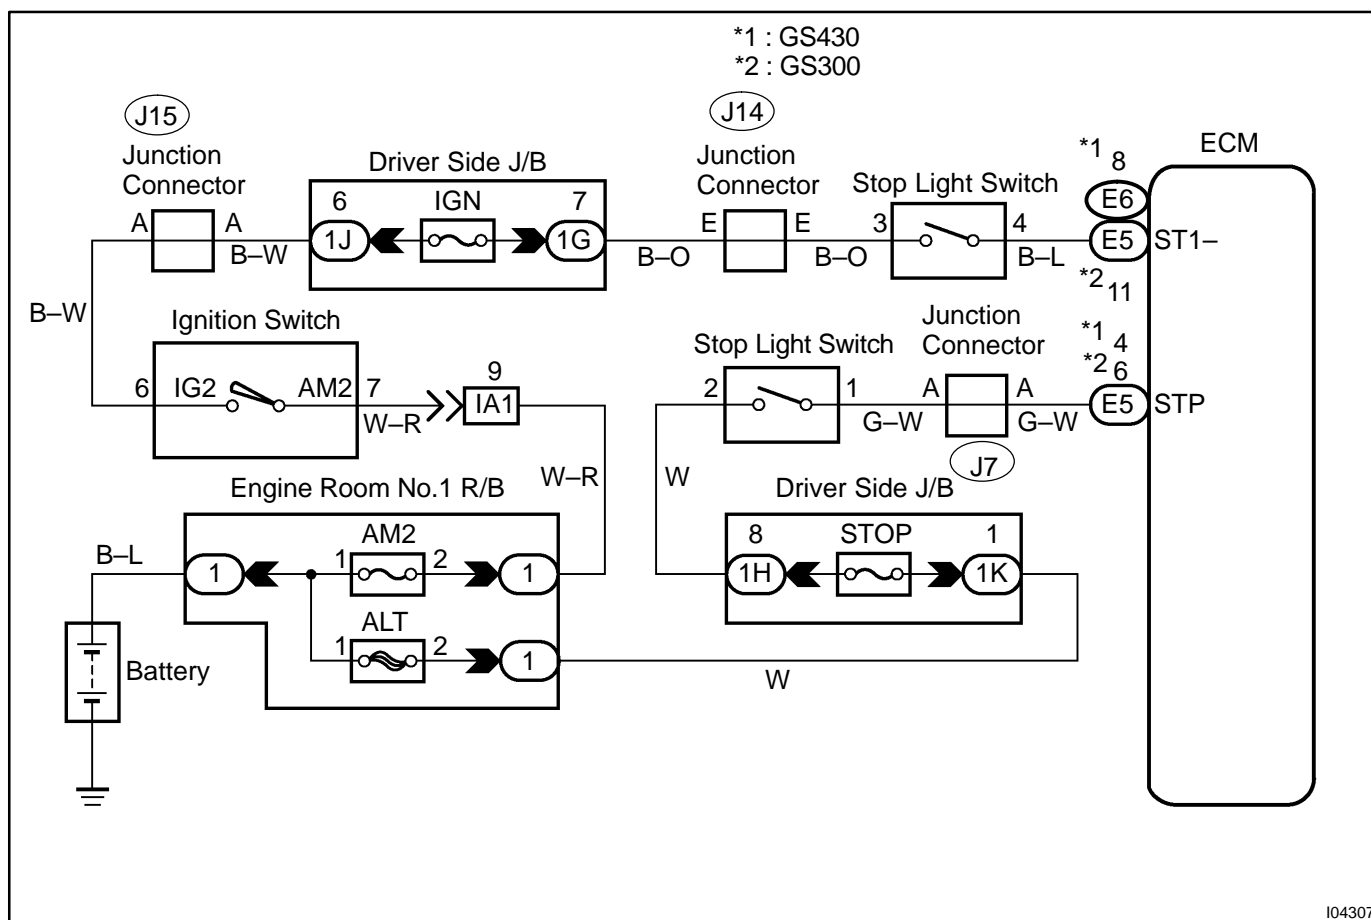 *1 : GS430
*2 : GS300
J15
J14
Junction
Connector
Driver Side J/B
Junction
Connector
Stop Light Switch
*1 8
ECM
6 IGN 7
E6
A A
1J 1G
E E
3 4
E5 ST1–
B–W
B–O B–O B–L
*2 11
B–W
Ignition Switch
Stop Light Switch
Junction
Connector
*1 4
*2 6
6 IG2 AM2 7
9
IA1
W–R
2 1
A A
E5 STP
G–W G–W
J7
W–R
W
Engine Room No.1 R/B
Driver Side J/B
B–L
AM2
8 STOP 1
1 1 2 1
1H 1K
ALT
1 2 1
Battery
W
I04307